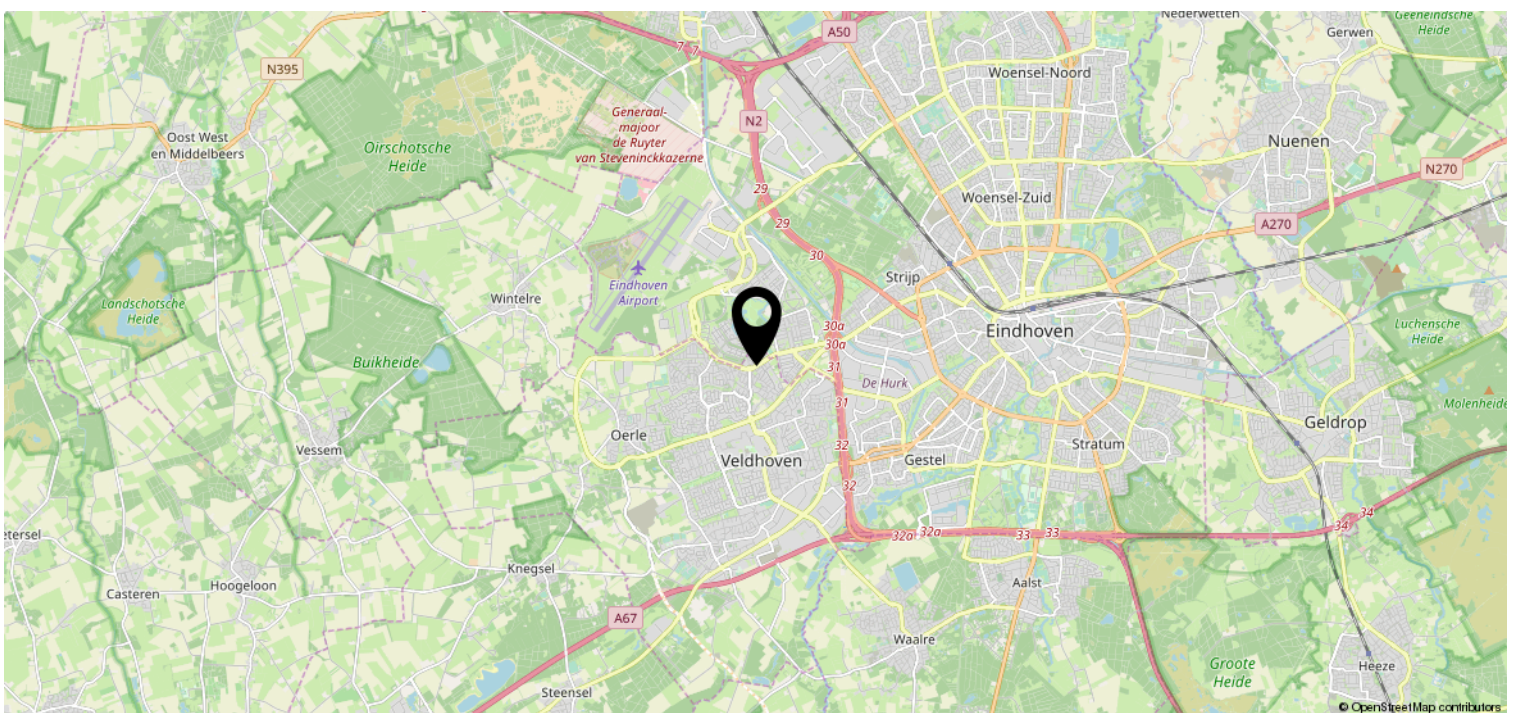 Nederwetten
Geeneindsche
Heide
A50
Gerwen
7
7
N395
Woensel-Noord
Generaal-
majoor
de Ruyter
van Steveninckkazerne
N2
Oost West
en Middelbeers
Oirschotsche
Heide
Nuenen
N270
29
Woensel-Zuid
29
A270
30
Strijp
Eindhoven
Airport
Wintelre
Landschotsche
Heide
30a
30a
Eindhoven
Luchensche
Heide
Buikheide
31
De Hurk
31
Molenheide
Geldrop
Oerle
32
Stratum
Vessem
Veldhoven
Gestel
32
34
34
etersel
32a
32a
33
33
Knegsel
Hoogeloon
Casteren
Aalst
A67
Waalre
Groote
Heide
Heeze
Steensel
© OpenStreetMap contributors